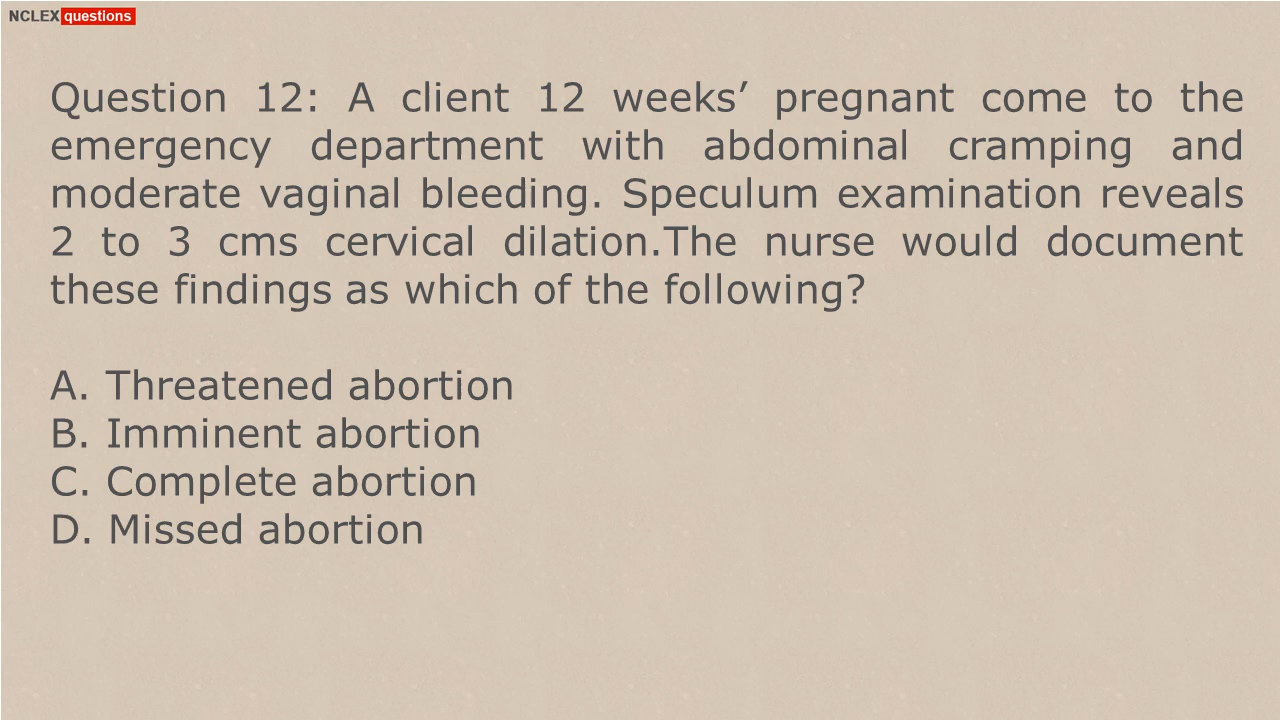 NCLEX questions
Question 12: A client 12 weeks’ pregnant come to the
emergency department with abdominal cramping and
moderate vaginal bleeding. Speculum examination reveals
2 to 3 cms cervical dilation.The nurse would document
these findings as which of the following?
A. Threatened abortion
B. Imminent abortion
C. Complete abortion
D. Missed abortion